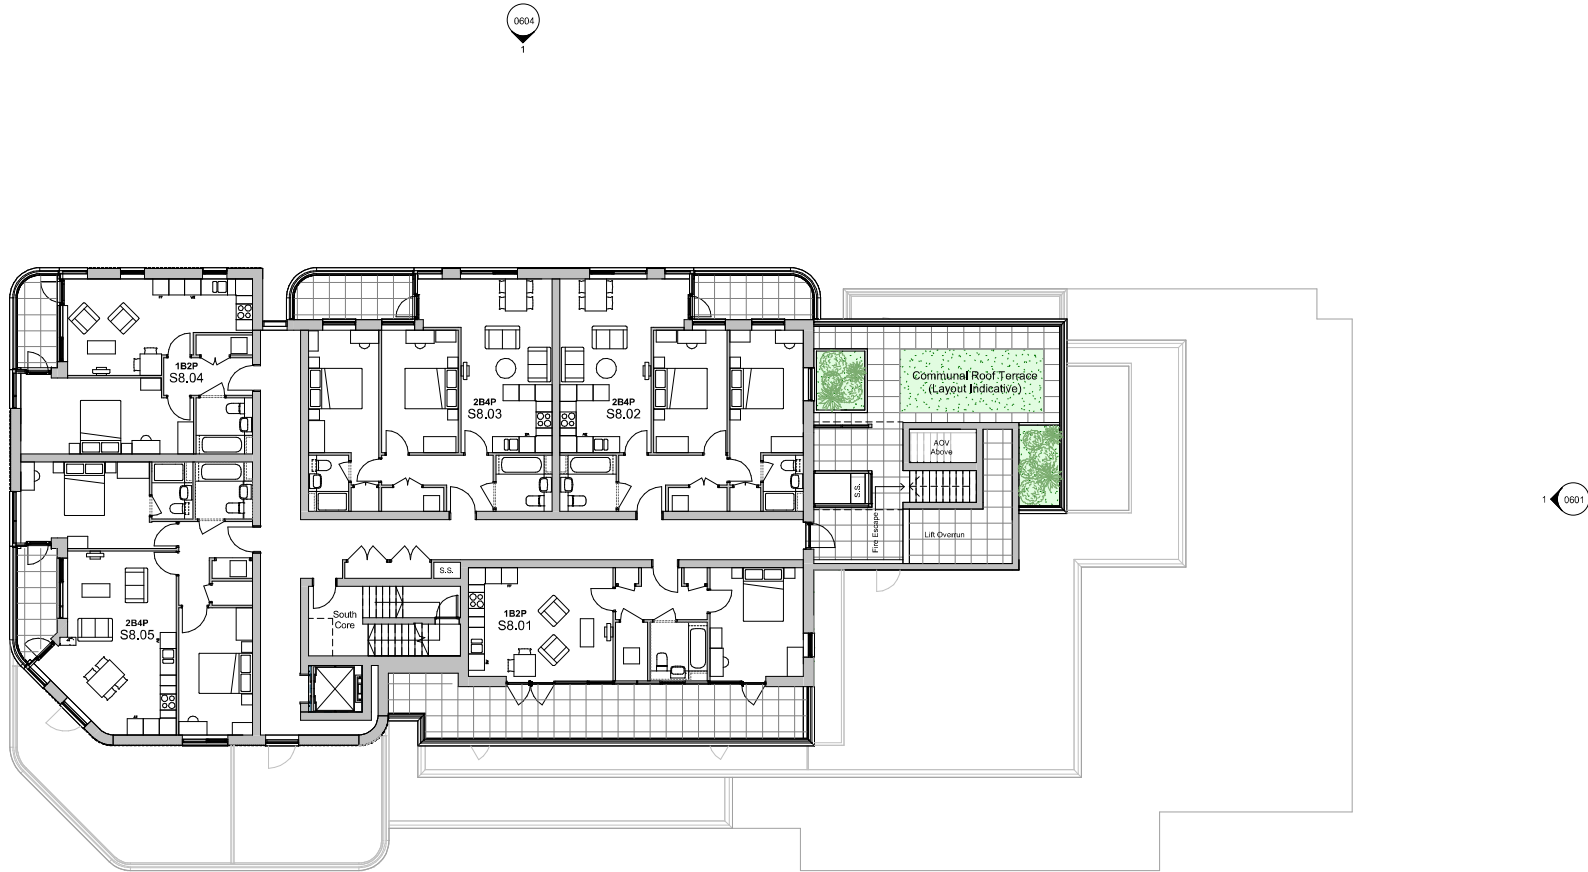 0604
1
1B2P
S8.04
2B4P
S8.03
2B4P
S8.02
Communal Roof Terrace
(Layout Indicative)
AOV
Above
S.S.
Fire Escape
Lift Overrun
1
0601
S.S.
South
Core
1B2P
S8.01
2B4P
S8.05